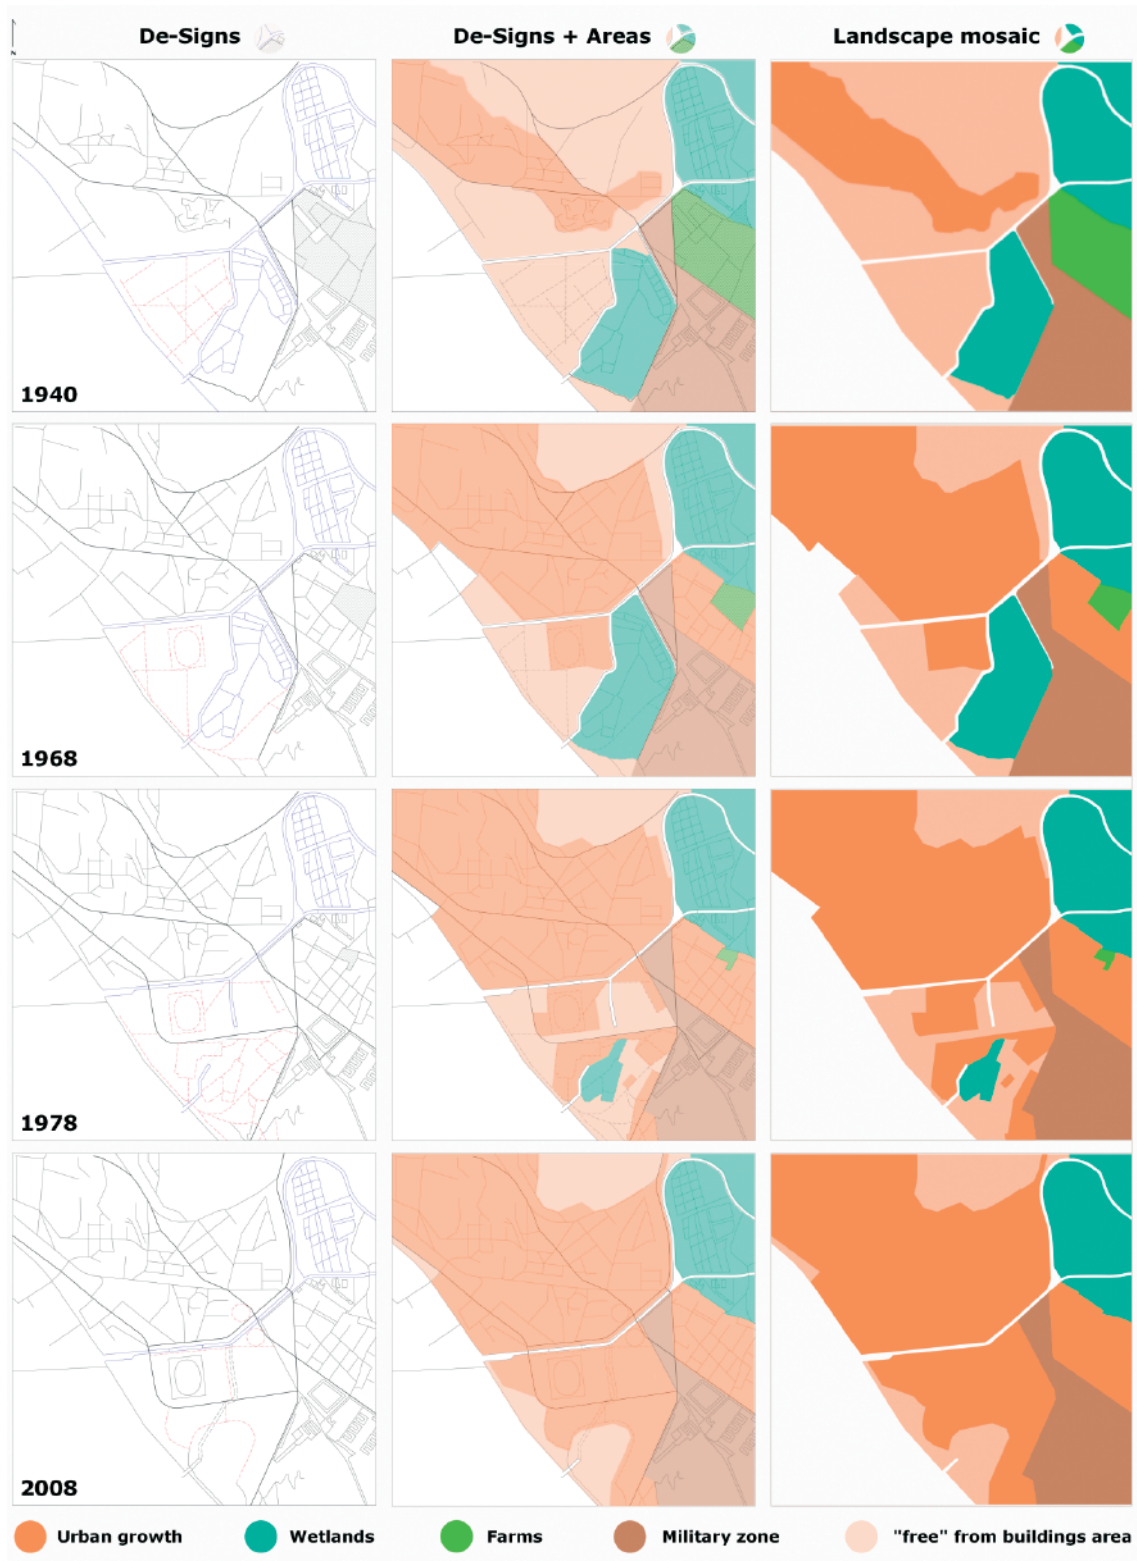 De-Signs
De-Signs + Areas
Landscape mosaic
N
1940
1968
1978
2008
Urban growth
Wetlands
Farms
Military zone
"free" from buildings area